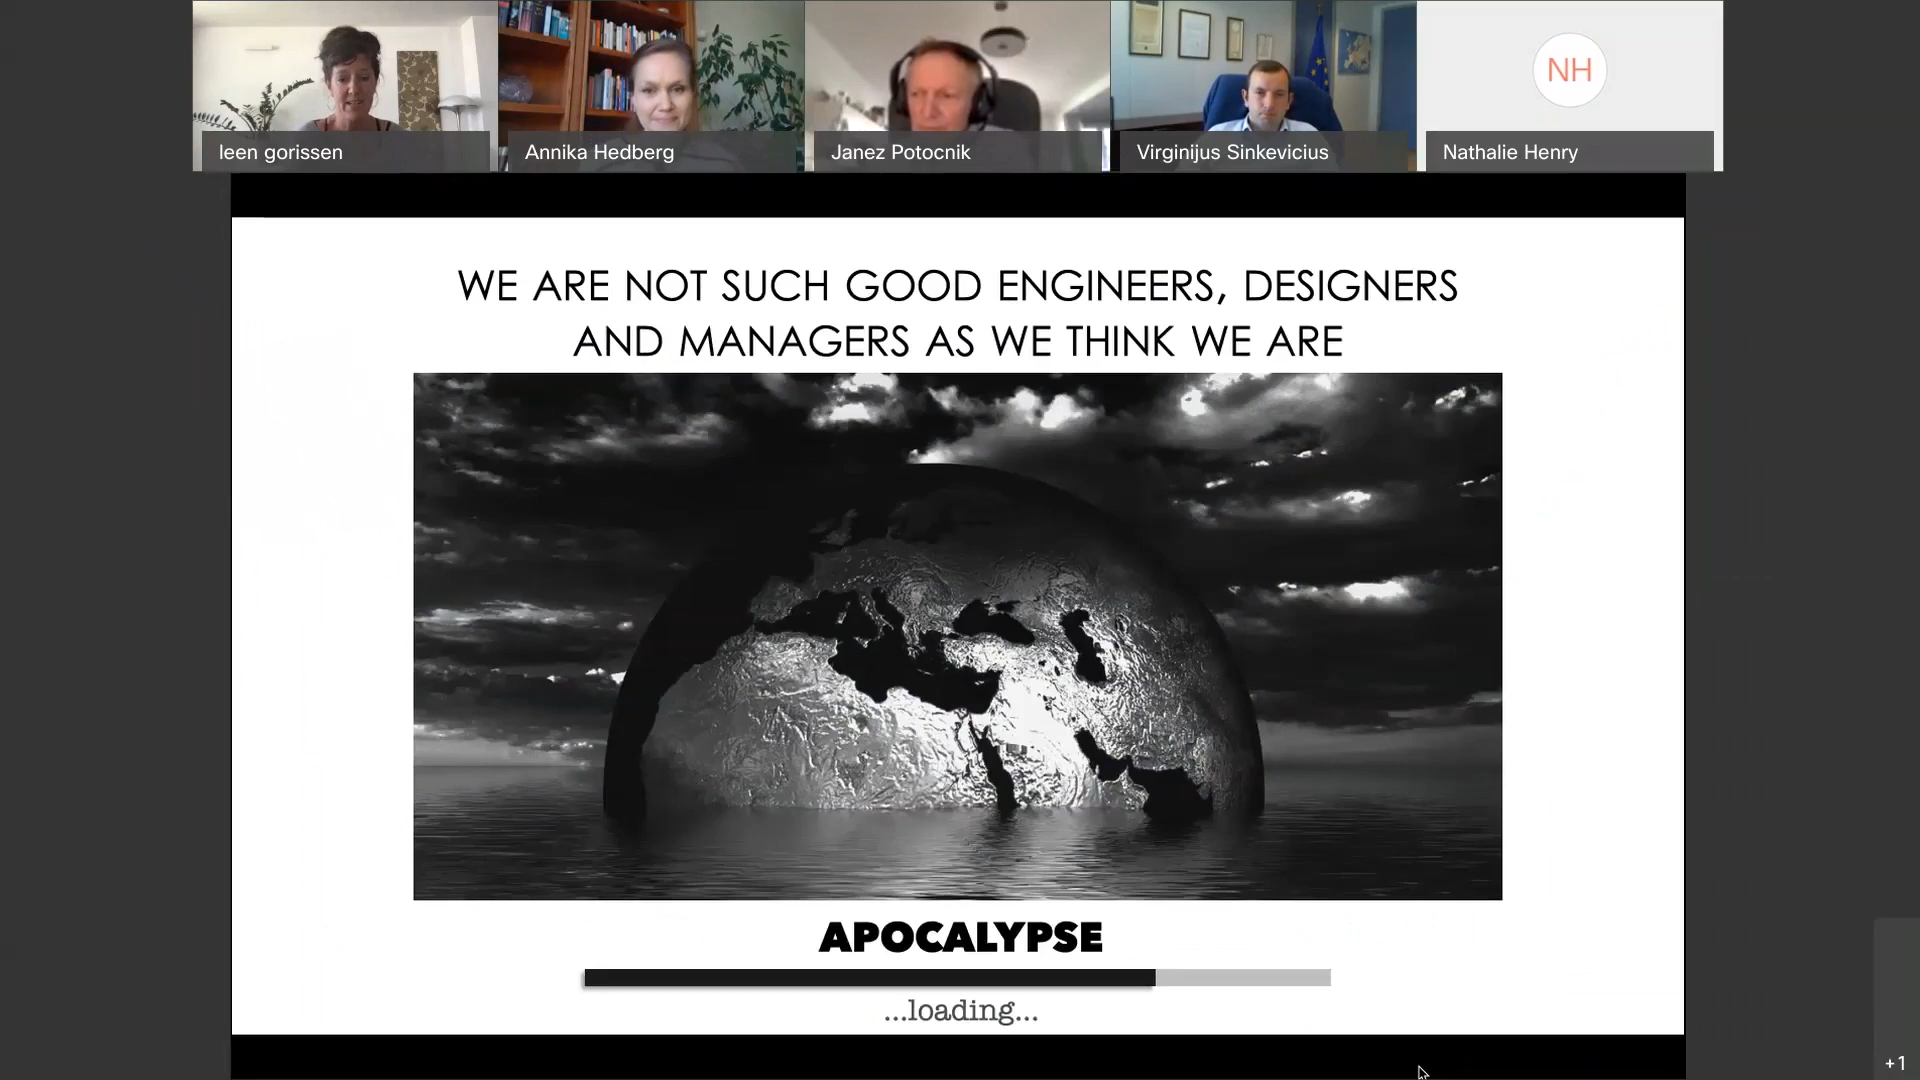 leen gorissen
Annika Hedberg
Janez Potocnik
Virginijus Sinkevicius
NH
Nathalie Henry
WE ARE NOT SUCH GOOD ENGINEERS, DESIGNERS
AND MANAGERS AS WE THINK WE ARE
APOCALYPSE
...loading...
+1